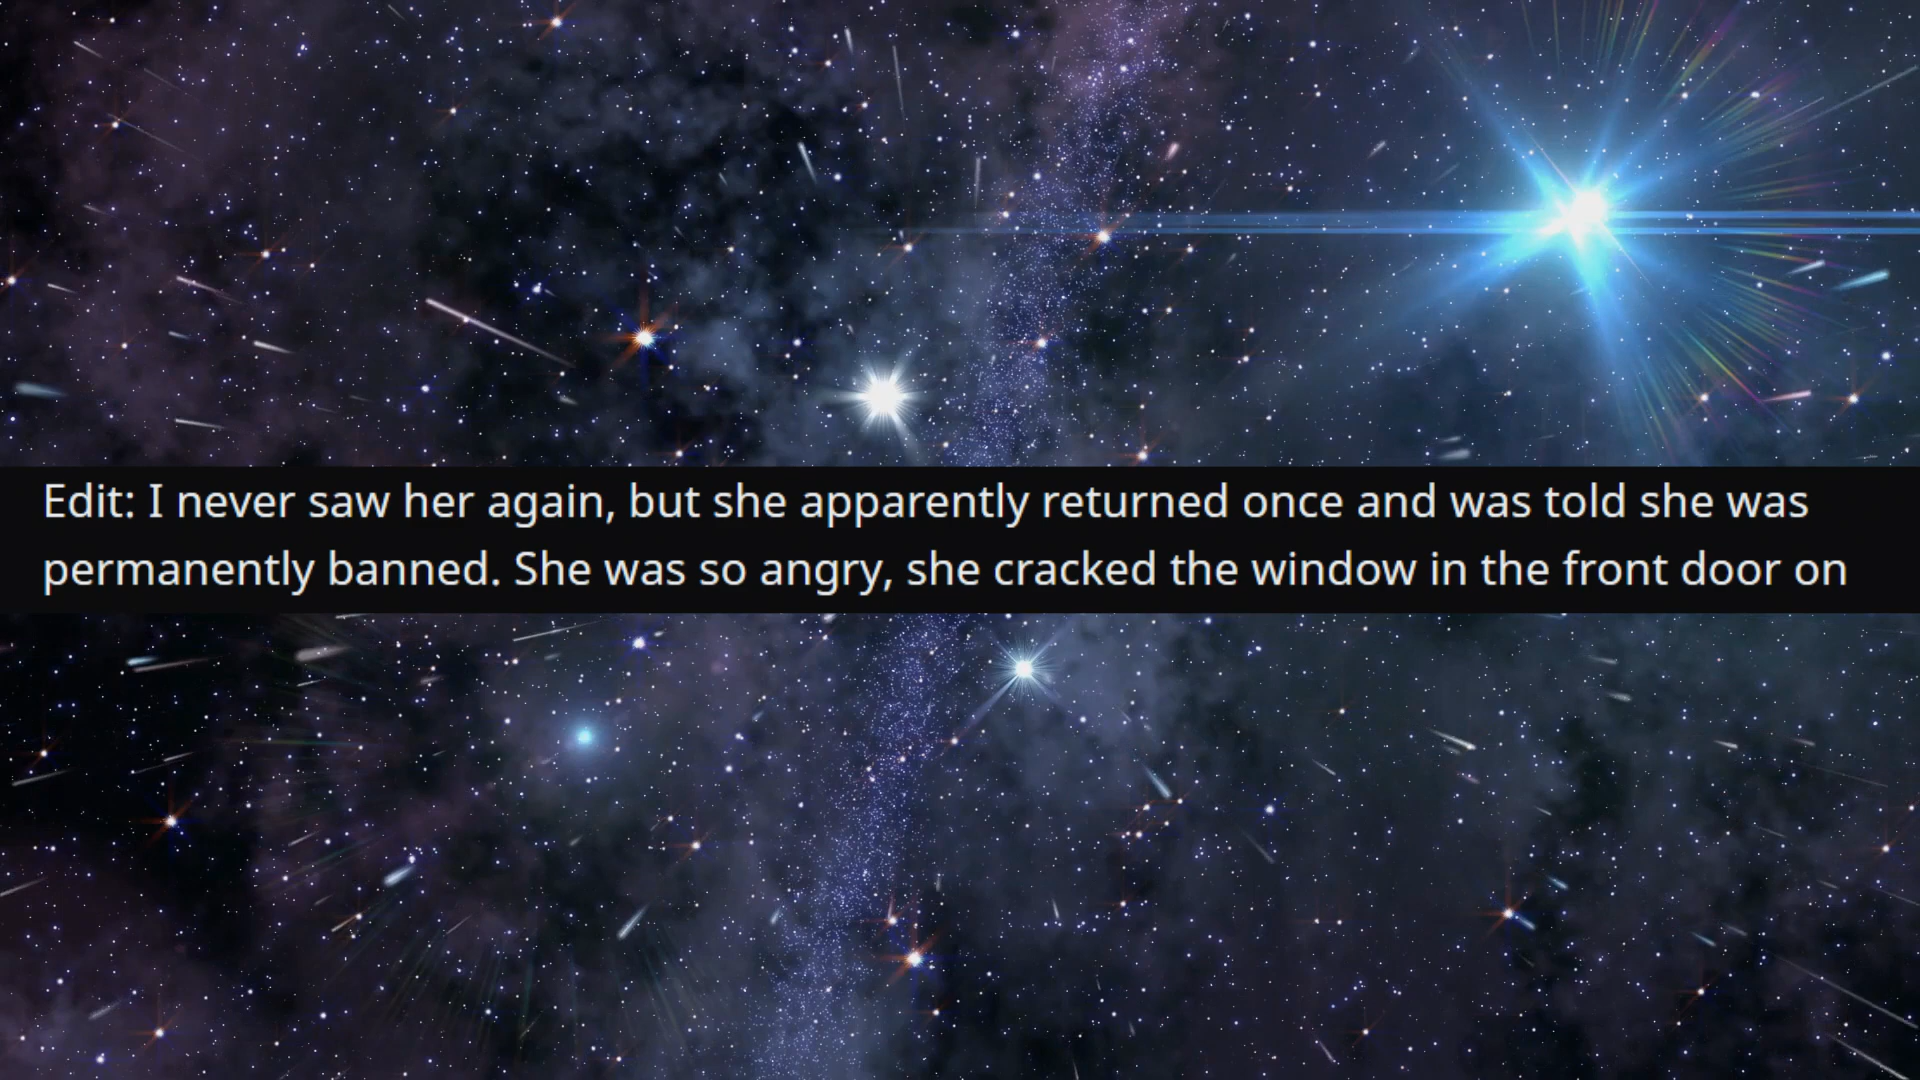 Edit: I never saw her again, but she apparently returned once and was told she was
permanently banned. She was so angry, she cracked the window in the front door on